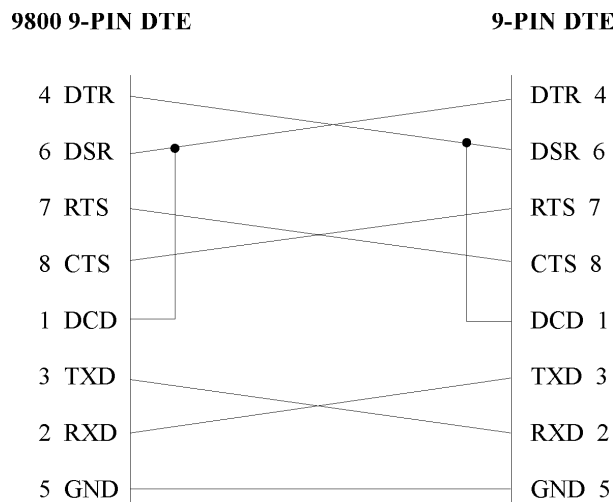 9800 9-PIN DTE 9-PIN DTE
4 DTR DTR 4
6 DSR DSR 6
7 RTS RTS 7
8 CTS CTS 8
1 DCD DCD 1
3 TXD TXD 3
2 RXD RXD 2
5 GND GND 5